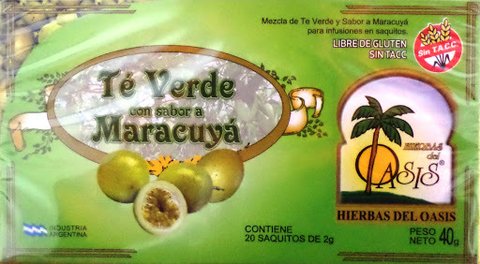 Mezcla de Te Verde y Sabor a Maracuyá
para infusiones en saquitos.
LIBRE DE GLUTEN
SIN TACC
Sin T.A.C.C.
Té Verde
con sabor a
Maracuyá
HIERBAS
del
OASIS®
HIERBAS DEL OASIS
INDUSTRIA
ARGENTINA
CONTIENE
20 SAQUITOS DE 2g
PESO
NETO 40g